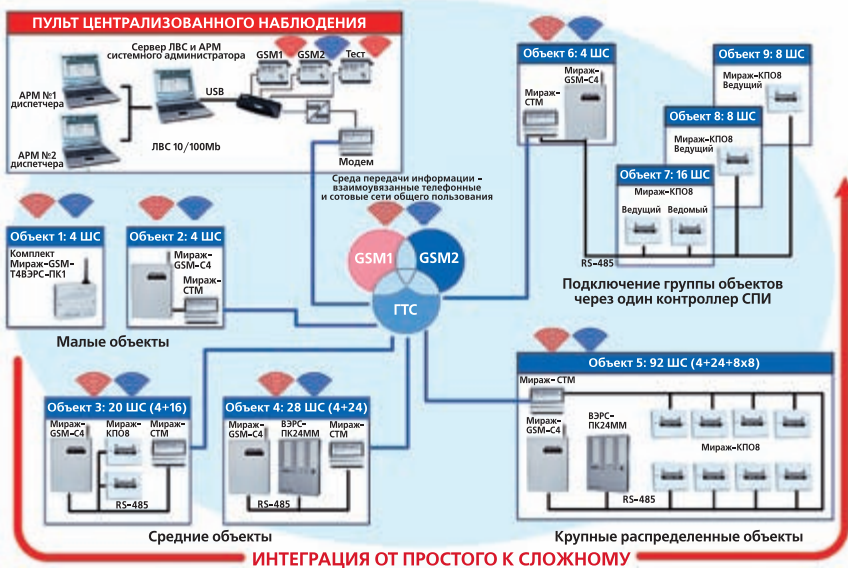 ПУЛЬТ ЦЕНТРАЛИЗОВАННОГО НАБЛЮДЕНИЯ
Сервер ЛВС и АРМ
системного администратора
GSM1
GSM2
Тест
АРМ №1
диспетчера
USB
АРМ №2
диспетчера
ЛВС 10/100Mb
Модем
Среда передачи информации –
взаимоувязанные телефонные
и сотовые сети общего пользования
GSM1
GSM2
ГТС
Объект 1: 4 ШС
Комплект
Мираж-GSM-
Т4ВЭРС-ПК1
Объект 2: 4 ШС
Мираж-
GSM-С4
Мираж-
СТМ
Малые объекты
Объект 3: 20 ШС (4+16)
Мираж-
GSM-С4
Мираж-
КПО8
Мираж-
СТМ
RS-485
Объект 4: 28 ШС (4+24)
Мираж-
GSM-С4
ВЭРС-
ПК24ММ
Мираж-
СТМ
RS-485
Средние объекты
Объект 6: 4 ШС
Мираж-
GSM-С4
Мираж-
СТМ
Объект 9: 8 ШС
Мираж-КПО8
Ведущий
Объект 8: 8 ШС
Мираж-КПО8
Ведущий
Объект 7: 16 ШС
Мираж-КПО8
Ведущий
Ведомый
RS-485
Подключение группы объектов
через один контроллер СПИ
Объект 5: 92 ШС (4+24+8х8)
Мираж- СТМ
Мираж-
GSM-С4
ВЭРС-
ПК24ММ
Мираж-КПО8
RS-485
Крупные распределенные объекты
ИНТЕГРАЦИЯ ОТ ПРОСТОГО К СЛОЖНОМУ